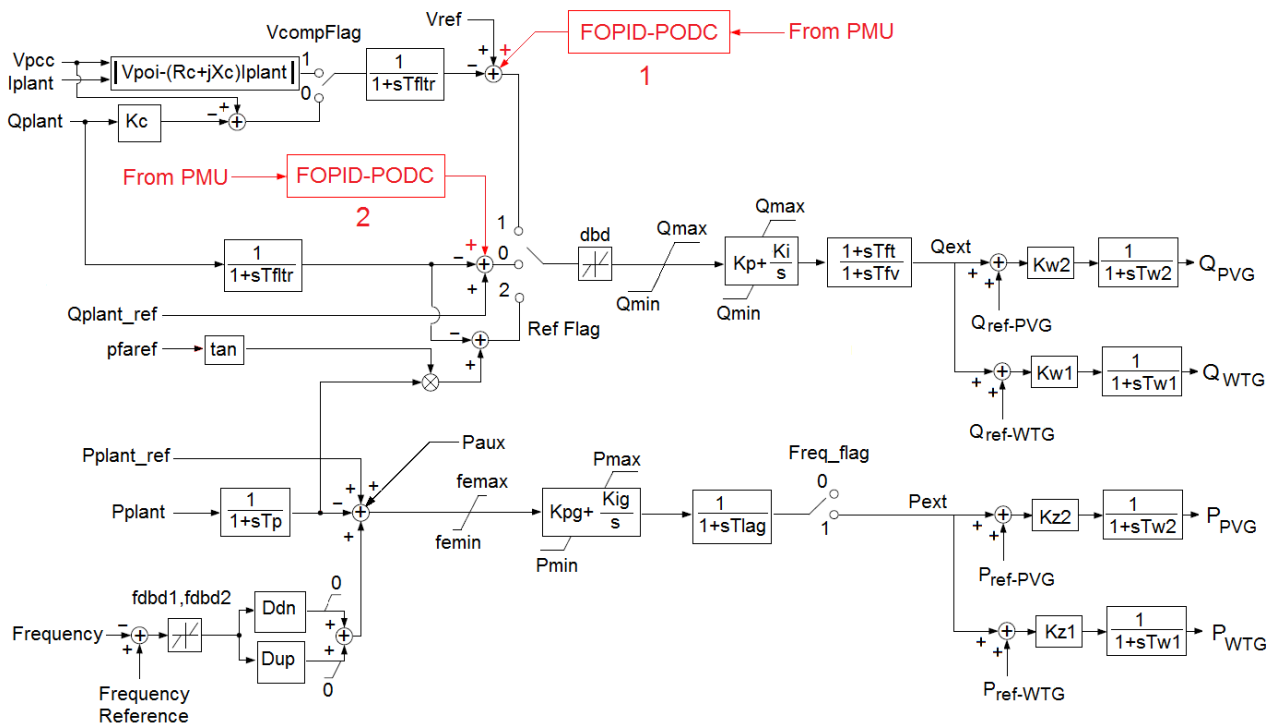 Vref
FOPID-PODC
From PMU
1
VcompFlag
Vpcc
Iplant
|Vpoi-(Rc+jXc)Iplant|
1
0
1
1+sTfltr
− + +
Qplant
Kc
− +
From PMU
FOPID-PODC
2
1
1+sTfltr
+
− +
1
0
2
Ref Flag
dbd
Qmax
Qmin
Qmax
Kp+ Ki
s
Qmin
1+sTft
1+sTfv
Qext
+ +
Kw2
1
1+sTw2
Q PVG
Qref-PVG
Qplant_ref
pfaref
tan
− +
+ +
Kw1
1
1+sTw1
Q WTG
Qref-WTG
Pplant_ref
Paux
Pplant
1
1+sTp
+ + − +
femax
femin
Pmax
Kpg+ Kig
s
Pmin
1
1+sTlag
Freq_flag
0
1
Pext
+ +
Kz2
1
1+sTw2
P PVG
Pref-PVG
fdbd1,fdbd2
Ddn
0
Frequency
− +
Dup
0
+ +
Frequency
Reference
+ +
Kz1
1
1+sTw1
P WTG
Pref-WTG